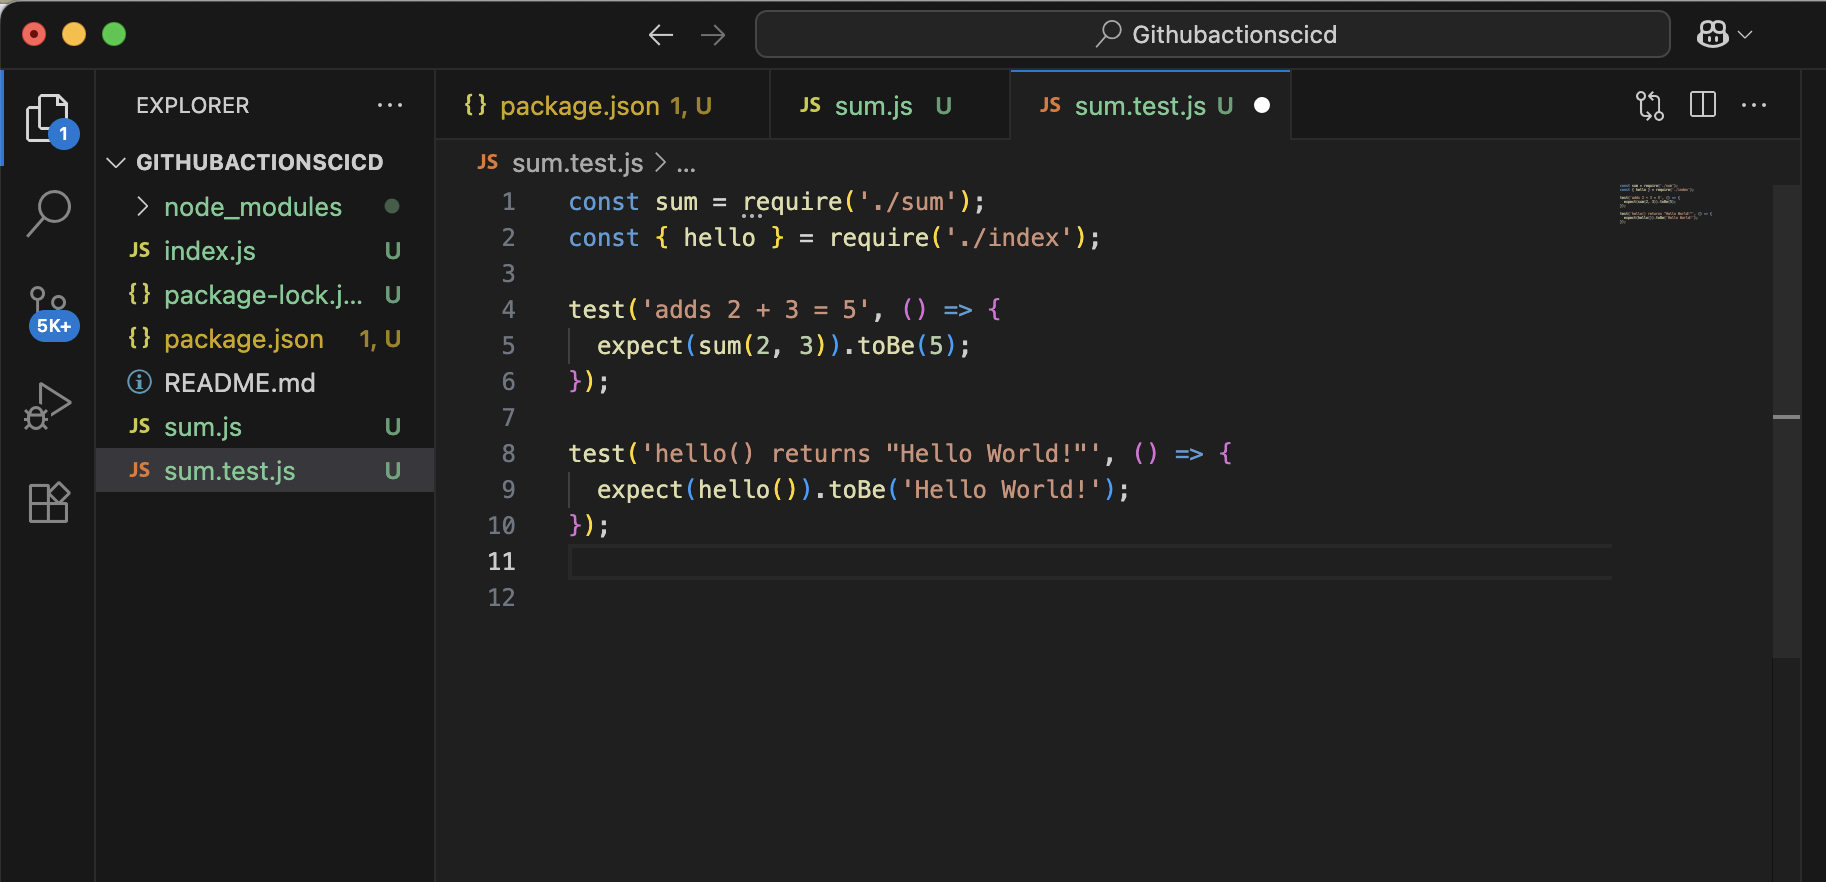 Githubactionscicd
EXPLORER
GITHUBACTIONSCICD
node_modules
JS index.js U
{} package-lock.j... U
{} package.json 1, U
README.md
JS sum.js U
JS sum.test.js U
1
5K+
{} package.json 1, U
JS sum.js U
JS sum.test.js U
JS sum.test.js > ...
1 const sum = require('./sum');
2 const { hello } = require('./index');
3
4 test('adds 2 + 3 = 5', () => {
5 expect(sum(2, 3)).toBe(5);
6 });
7
8 test('hello() returns "Hello World!"', () => {
9 expect(hello()).toBe('Hello World!');
10 });
11
12